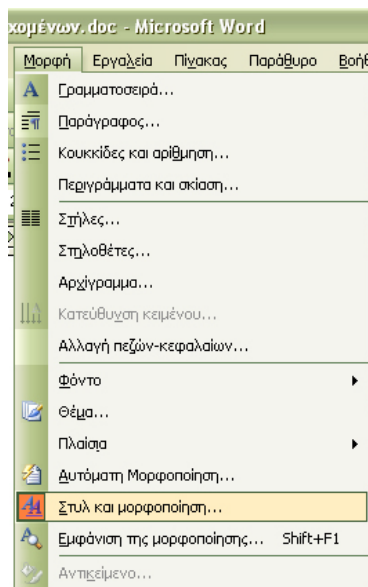 χομένων.doc - Microsoft Word
Μορφή Εργαλεία Πίνακας Παράθυρο Βοήθ
Γραμματοσειρά...
Παράγραφος...
Κουκκίδες και αρίθμηση...
Περιγράμματα και σκίαση...
Στήλες...
Στηλοθέτες...
Αρχίγραμμα...
Κατεύθυνση κειμένου...
Αλλαγή πεζών-κεφαλαίων...
Φόντο
Θέμα...
Πλαίσια
Αυτόματη Μορφοποίηση...
Στυλ και μορφοποίηση...
Εμφάνιση της μορφοποίησης... Shift+F1
Αντικείμενο...